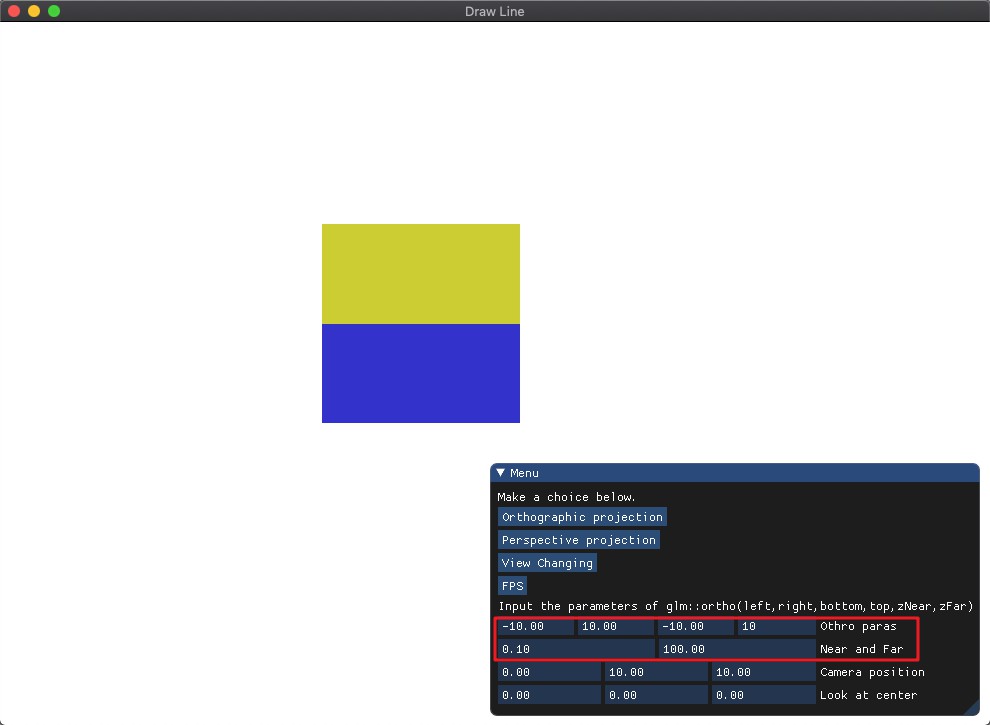 Draw Line
▼ Menu
Make a choice below.
Orthographic projection
Perspective projection
View Changing
FPS
Input the parameters of glm::ortho(left,right,bottom,top,zNear,zFar)
-10.00 10.00 -10.00 10 Othro paras
0.10 100.00 Near and Far
0.00 10.00 10.00 Camera position
0.00 0.00 0.00 Look at center